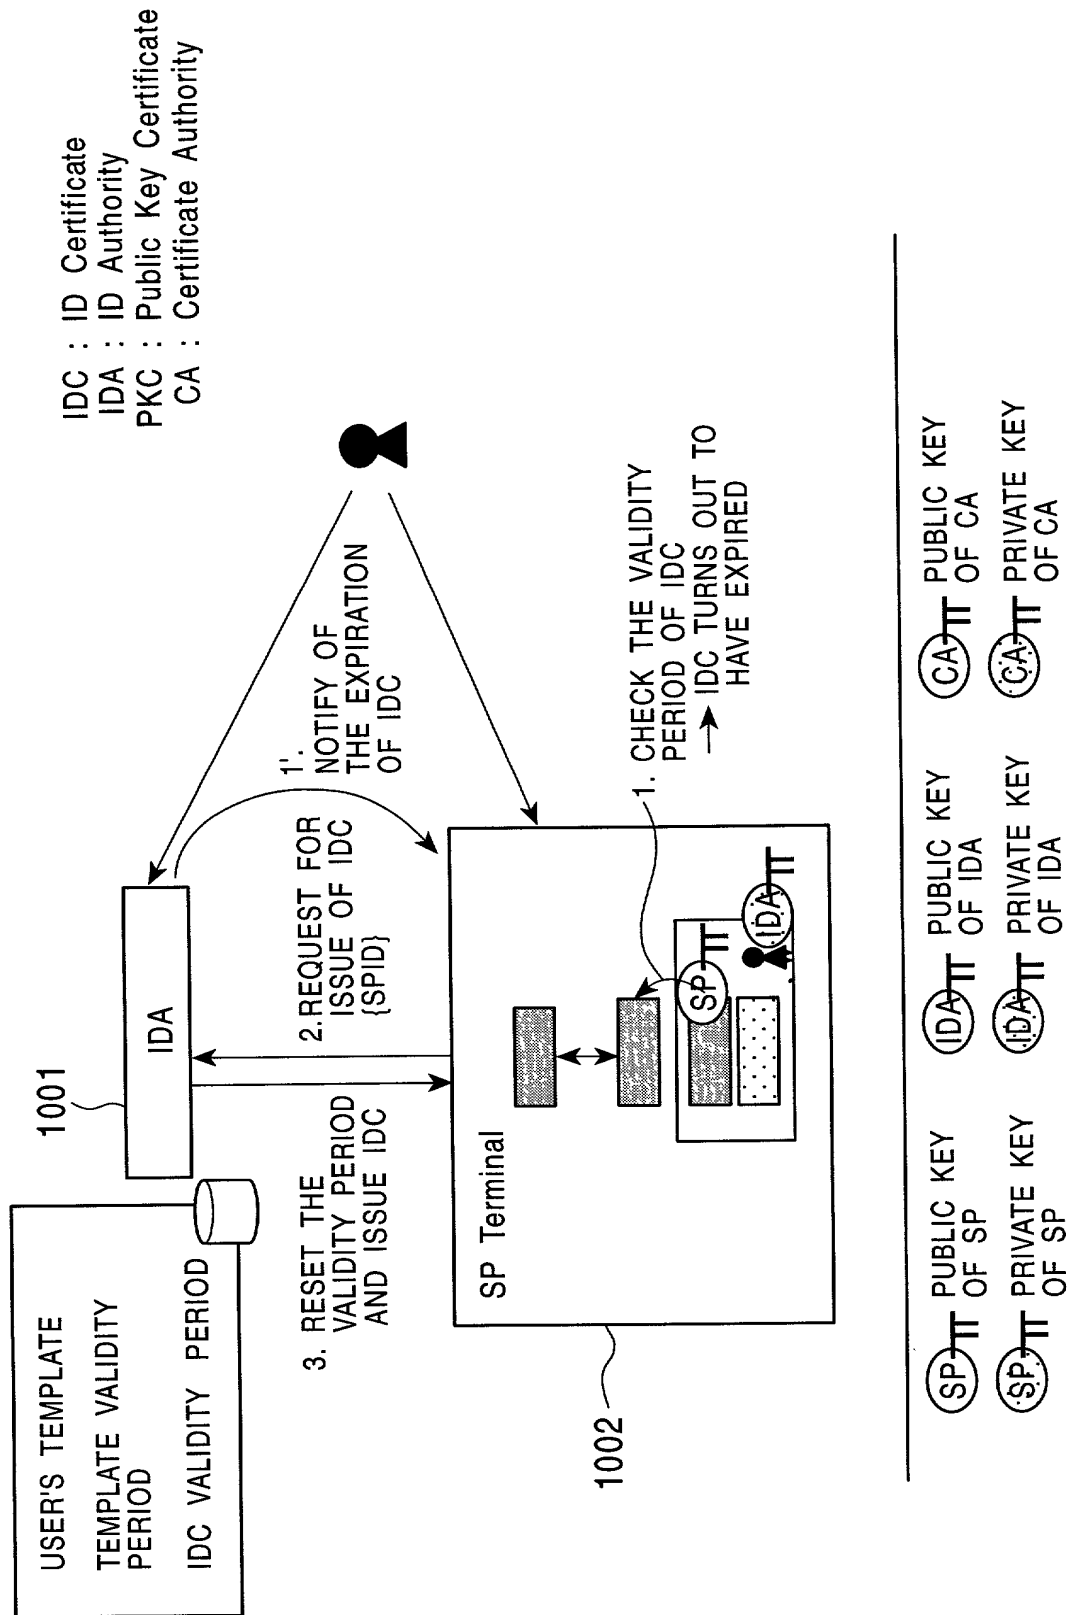 IDC : ID Certificate
IDA : ID Authority
PKC : Public Key Certificate
CA : Certificate Authority
USER'S TEMPLATE
TEMPLATE VALIDITY
PERIOD
IDC VALIDITY PERIOD
1001
IDA
1'.
NOTIFY OF
THE EXPIRATION
OF IDC
2.REQUEST FOR
ISSUE OF IDC
{SPID}
3. RESET THE
VALIDITY PERIOD
AND ISSUE IDC
SP Terminal
SP
IDA
1. CHECK THE VALIDITY
PERIOD OF IDC
→ IDC TURNS OUT TO
HAVE EXPIRED
1002
SP PUBLIC KEY
OF SP
IDA PUBLIC KEY
OF IDA
CA PUBLIC KEY
OF CA
SP PRIVATE KEY
OF SP
IDA PRIVATE KEY
OF IDA
CA PRIVATE KEY
OF CA